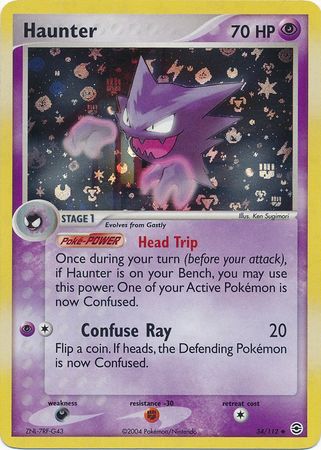 Haunter 70 HP
Illus. Ken Sugimori
STAGE 1
Evolves from Gastly
Poké-POWER Head Trip
Once during your turn (before your attack),
if Haunter is on your Bench, you may use
this power. One of your Active Pokémon is
now Confused.
Confuse Ray 20
Flip a coin. If heads, the Defending Pokémon
is now Confused.
weakness resistance -30 retreat cost
ZNL-7RF-G43 ©2004 Pokémon/Nintendo 34/112